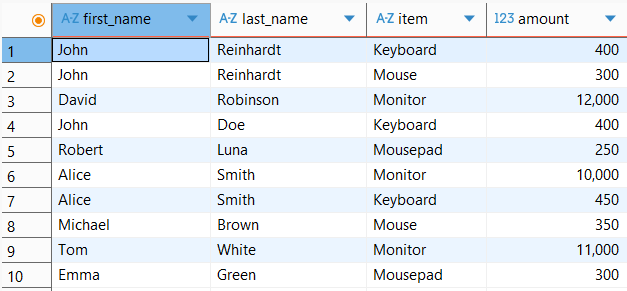 A-Z first_name A-Z last_name A-Z item 123 amount
1 John Reinhardt Keyboard 400
2 John Reinhardt Mouse 300
3 David Robinson Monitor 12,000
4 John Doe Keyboard 400
5 Robert Luna Mousepad 250
6 Alice Smith Monitor 10,000
7 Alice Smith Keyboard 450
8 Michael Brown Mouse 350
9 Tom White Monitor 11,000
10 Emma Green Mousepad 300